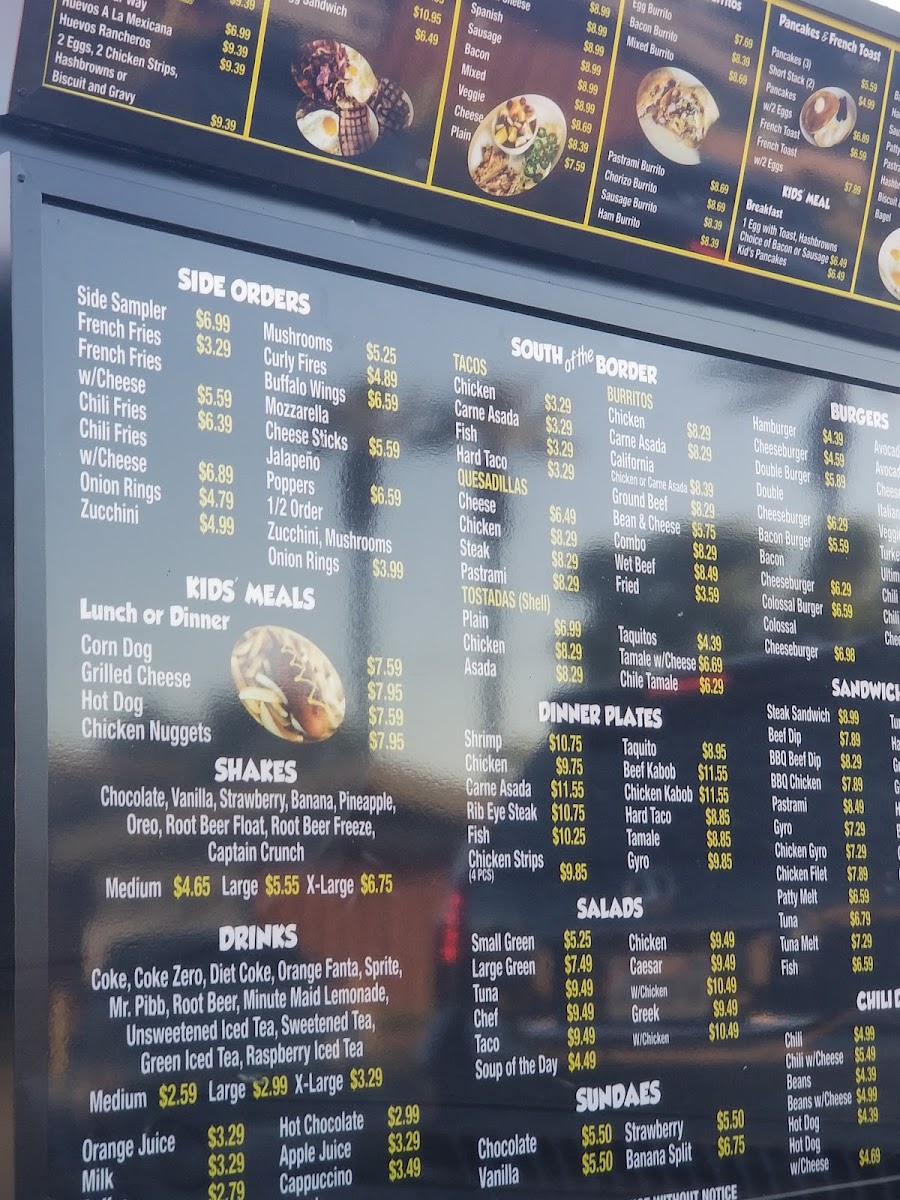 Way
Huevos A La Mexicana $6.99
Huevos Rancheros $9.39
2 Eggs, 2 Chicken Strips, $9.39
Hashbrowns or
Biscuit and Gravy
$9.39
Sandwich
$10.95
$6.49
Cheese $8.99
Spanish $8.99
Sausage $8.99
Bacon $8.99
Mixed $8.99
Veggie $8.99
Cheese $8.69
Plain $8.39
$7.59
Egg Burrito
Bacon Burrito $7.69
Mixed Burrito $8.39
$8.69
Pastrami Burrito $8.69
Chorizo Burrito $8.69
Sausage Burrito $8.39
Ham Burrito $8.39
Pancakes & French Toast
Pancakes (3) $5.59
Short Stack (2) $4.99
Pancakes
w/2 Eggs $6.89
French Toast $6.59
French Toast
w/2 Eggs $7.89
KIDS' MEAL
Breakfast
1 Egg with Toast, Hashbrowns
Choice of Bacon or Sausage $6.49
Kid's Pancakes $6.49
Biscuit
Bagel
SIDE ORDERS
Side Sampler $6.99
French Fries $3.29
French Fries
w/Cheese $5.59
Chili Fries $6.39
Chili Fries
w/Cheese $6.89
Onion Rings $4.79
Zucchini $4.99
Mushrooms $5.25
Curly Fires $4.89
Buffalo Wings $6.59
Mozzarella
Cheese Sticks $5.59
Jalapeño
Poppers $6.59
1/2 Order
Zucchini, Mushrooms
Onion Rings $3.99
KIDS' MEALS
Lunch or Dinner
Corn Dog $7.59
Grilled Cheese $7.95
Hot Dog $7.59
Chicken Nuggets $7.95
SHAKES
Chocolate, Vanilla, Strawberry, Banana, Pineapple,
Oreo, Root Beer Float, Root Beer Freeze,
Captain Crunch
Medium $4.65 Large $5.55 X-Large $6.75
DRINKS
Coke, Coke Zero, Diet Coke, Orange Fanta, Sprite,
Mr. Pibb, Root Beer, Minute Maid Lemonade,
Unsweetened Iced Tea, Sweetened Tea,
Green Iced Tea, Raspberry Iced Tea
Medium $2.59 Large $2.99 X-Large $3.29
Orange Juice $3.29
Milk $3.29
$2.79
Hot Chocolate $2.99
Apple Juice $3.29
Cappuccino $3.49
SOUTH of the BORDER
TACOS
Chicken $3.29
Carne Asada $3.29
Fish $3.29
Hard Taco $3.29
QUESADILLAS
Cheese $6.49
Chicken $8.29
Steak $8.29
Pastrami $8.29
TOSTADAS (Shell)
Plain $6.99
Chicken $8.29
Asada $8.29
BURRITOS
Chicken $8.29
Carne Asada $8.29
California
Chicken or Carne Asada $8.39
Ground Beef $8.29
Bean & Cheese $5.75
Combo $8.29
Wet Beef $8.49
Fried $3.59
Taquitos $4.39
Tamale w/Cheese $6.69
Chile Tamale $6.29
DINNER PLATES
Shrimp $10.75
Chicken $9.75
Carne Asada $11.55
Rib Eye Steak $10.75
Fish $10.25
Chicken Strips
(4 PCS) $9.85
Taquito $8.95
Beef Kabob $11.55
Chicken Kabob $11.55
Hard Taco $8.85
Tamale $8.85
Gyro $9.85
SALADS
Small Green $5.25
Large Green $7.49
Tuna $9.49
Chef $9.49
Taco $9.49
Soup of the Day $4.49
Chicken $9.49
Caesar $9.49
W/Chicken $10.49
Greek $9.49
W/Chicken $10.49
SUNDAES
Chocolate $5.50
Vanilla $5.50
Strawberry $5.50
Banana Split $6.75
WITHOUT NOTICE
BURGERS
Hamburger $4.39
Cheeseburger $4.59
Double Burger $5.89
Double
Cheeseburger $6.29
Bacon Burger $5.59
Bacon
Cheeseburger $6.29
Colossal Burger $6.59
Colossal
Cheeseburger $6.98
SANDWICH
Steak Sandwich $8.99
Beef Dip $7.89
BBQ Beef Dip $8.29
BBQ Chicken $7.89
Pastrami $8.49
Gyro $7.29
Chicken Gyro $7.29
Chicken Filet $7.89
Patty Melt $6.59
Tuna $6.79
Tuna Melt $7.29
Fish $6.59
CHILI
Chili $4.99
Chili w/Cheese $5.49
Beans $4.39
Beans w/Cheese $4.99
Hot Dog $4.39
Hot Dog
w/Cheese $4.69